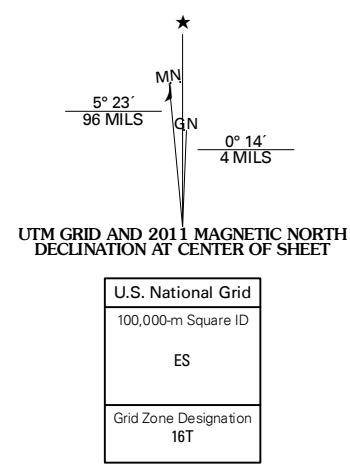 ★
M.N.
5° 23´
96 MILS
GN
0° 14´
4 MILS
UTM GRID AND 2011 MAGNETIC NORTH
DECLINATION AT CENTER OF SHEET
U.S. National Grid
100,000-m Square ID
ES
Grid Zone Designation
16T